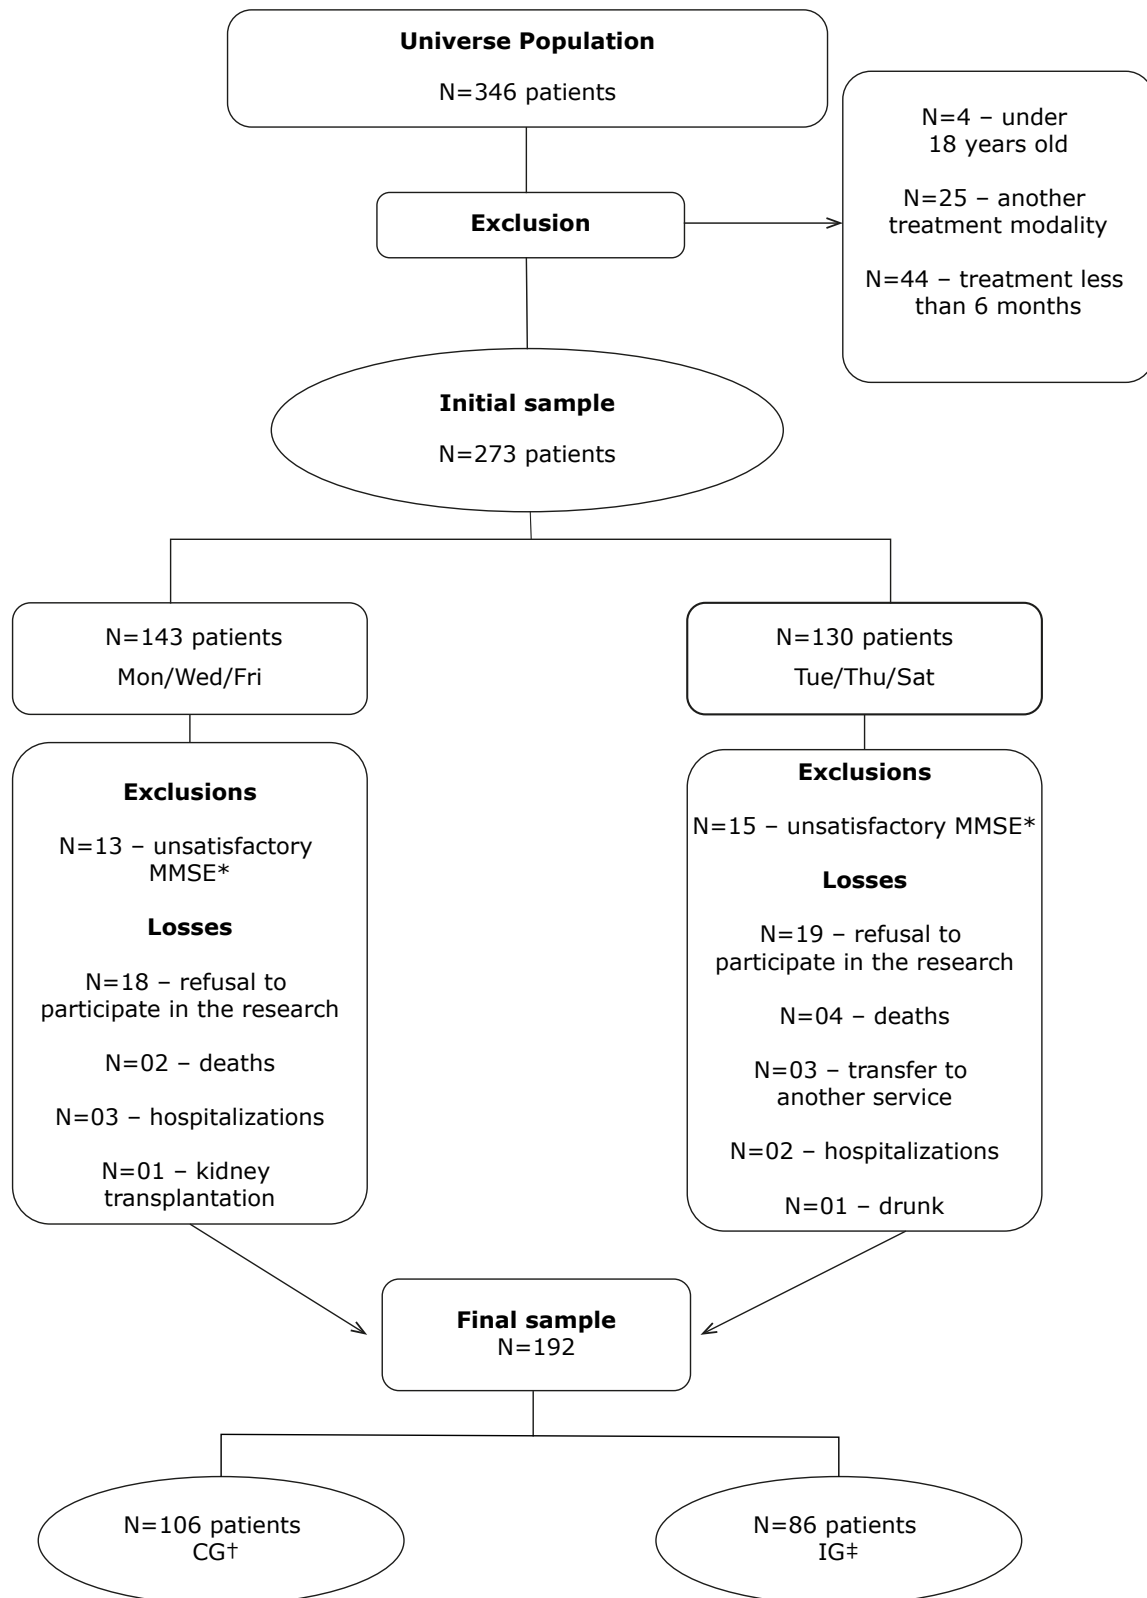 Universe Population
N=346 patients
N=4 – under
18 years old
N=25 – another
treatment modality
N=44 – treatment less
than 6 months
Exclusion
Initial sample
N=273 patients
N=143 patients
Mon/Wed/Fri
N=130 patients
Tue/Thu/Sat
Exclusions
N=13 – unsatisfactory
MMSE*
Losses
N=18 – refusal to
participate in the research
N=02 – deaths
N=03 – hospitalizations
N=01 – kidney
transplantation
Exclusions
N=15 – unsatisfactory MMSE*
Losses
N=19 – refusal to
participate in the research
N=04 – deaths
N=03 – transfer to
another service
N=02 – hospitalizations
N=01 – drunk
Final sample
N=192
N=106 patients
CG†
N=86 patients
IG‡